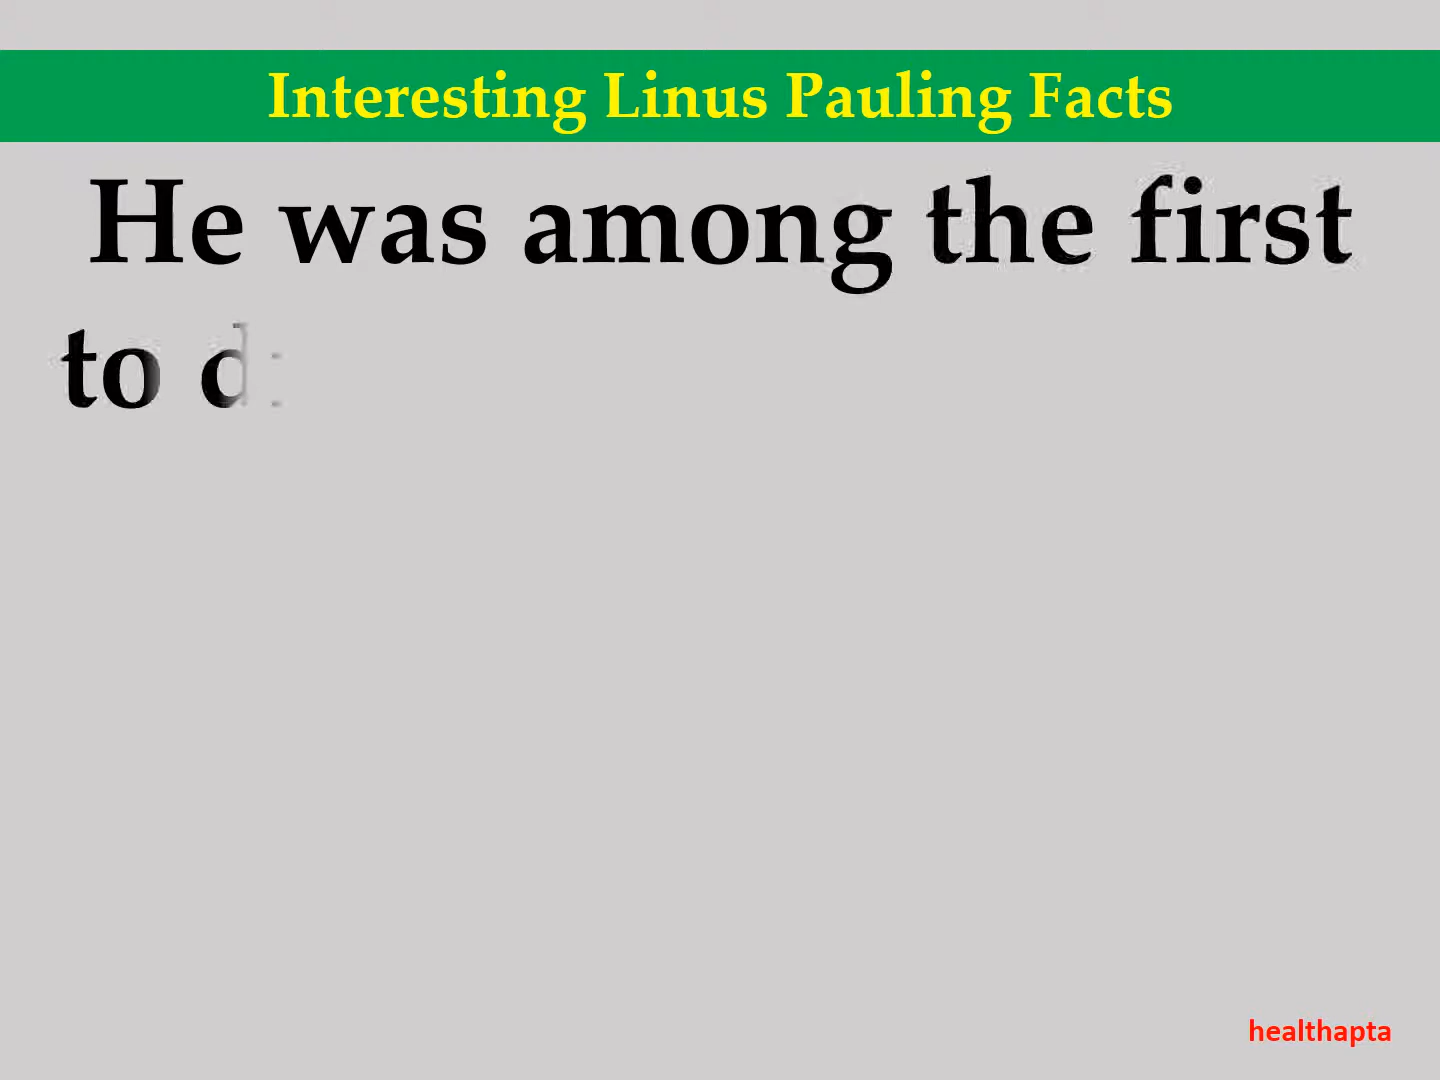 Interesting Linus Pauling Facts
He was among the first
to
healthapta